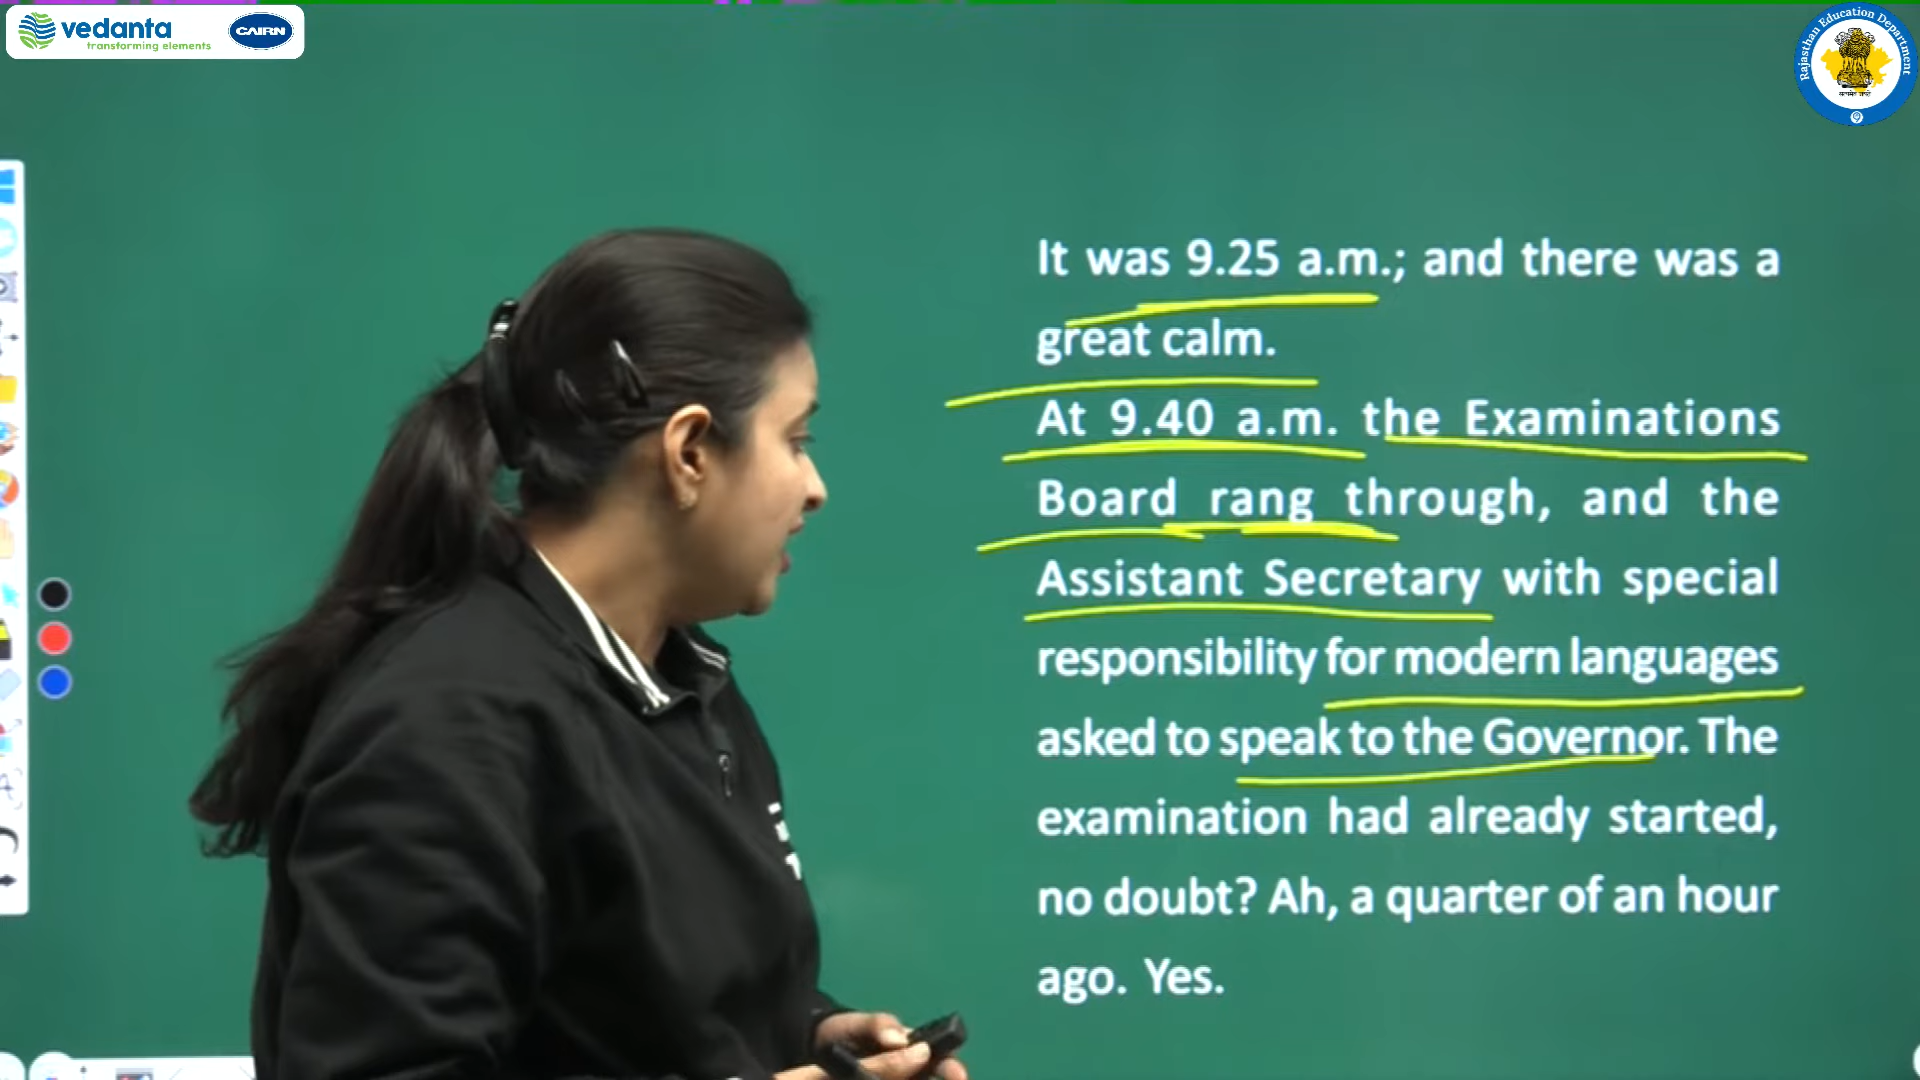 vedanta
transforming elements
CAIRN
Rajasthan Education Department
It was 9.25 a.m.; and there was a
great calm.
At 9.40 a.m. the Examinations
Board rang through, and the
Assistant Secretary with special
responsibility for modern languages
asked to speak to the Governor. The
examination had already started,
no doubt? Ah, a quarter of an hour
ago. Yes.